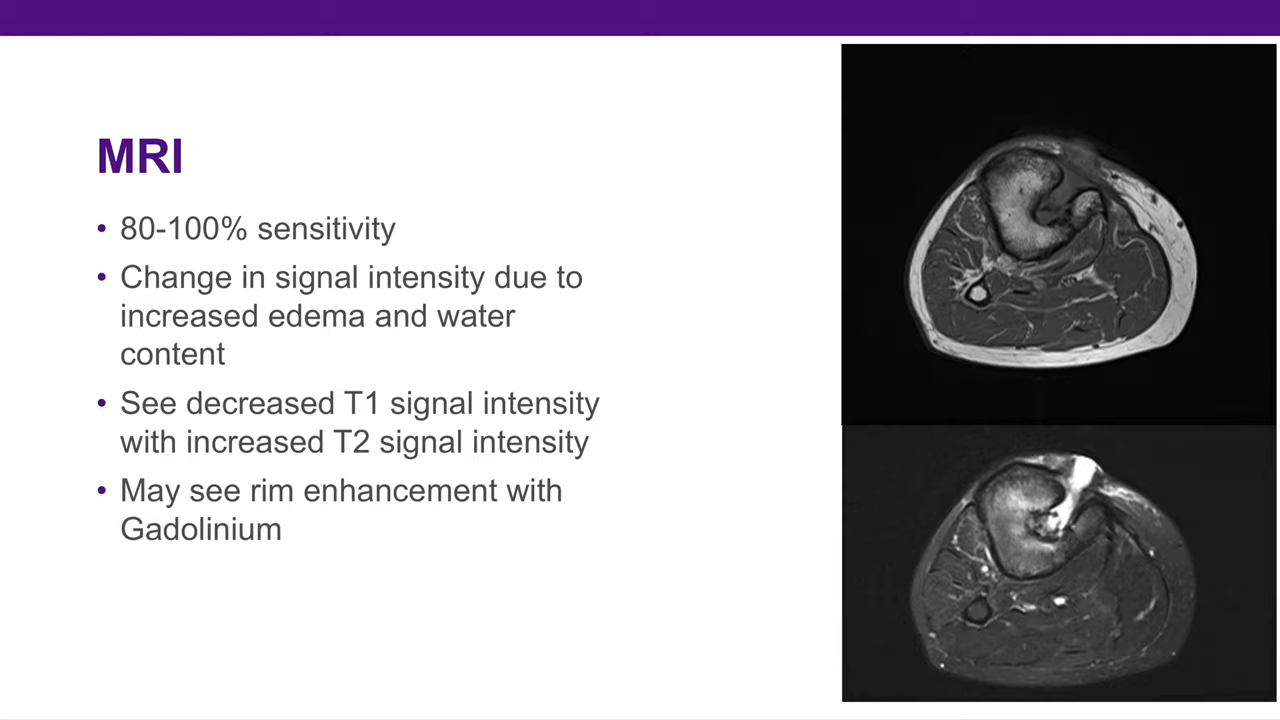 MRI
• 80-100% sensitivity
• Change in signal intensity due to
increased edema and water
content
• See decreased T1 signal intensity
with increased T2 signal intensity
• May see rim enhancement with
Gadolinium